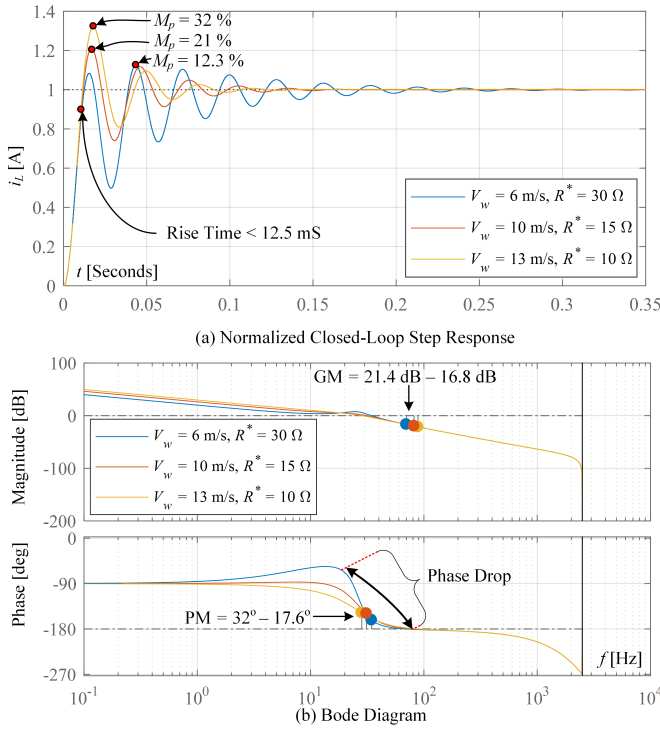 1.4
1.2
1
0.8
0.6
0.4
0.2
0
M_p = 32 %
M_p = 21 %
M_p = 12.3 %
i_L [A]
Rise Time < 12.5 mS
V_w = 6 m/s, R^* = 30 Ω
V_w = 10 m/s, R^* = 15 Ω
V_w = 13 m/s, R^* = 10 Ω
t [Seconds]
0 0.05 0.1 0.15 0.2 0.25 0.3 0.35
(a) Normalized Closed-Loop Step Response
100
0
-100
-200
Magnitude [dB]
GM = 21.4 dB – 16.8 dB
V_w = 6 m/s, R^* = 30 Ω
V_w = 10 m/s, R^* = 15 Ω
V_w = 13 m/s, R^* = 10 Ω
0
-90
-180
-270
Phase [deg]
Phase Drop
PM = 32° – 17.6°
f [Hz]
10^-1 10^0 10^1 10^2 10^3 10^4
(b) Bode Diagram